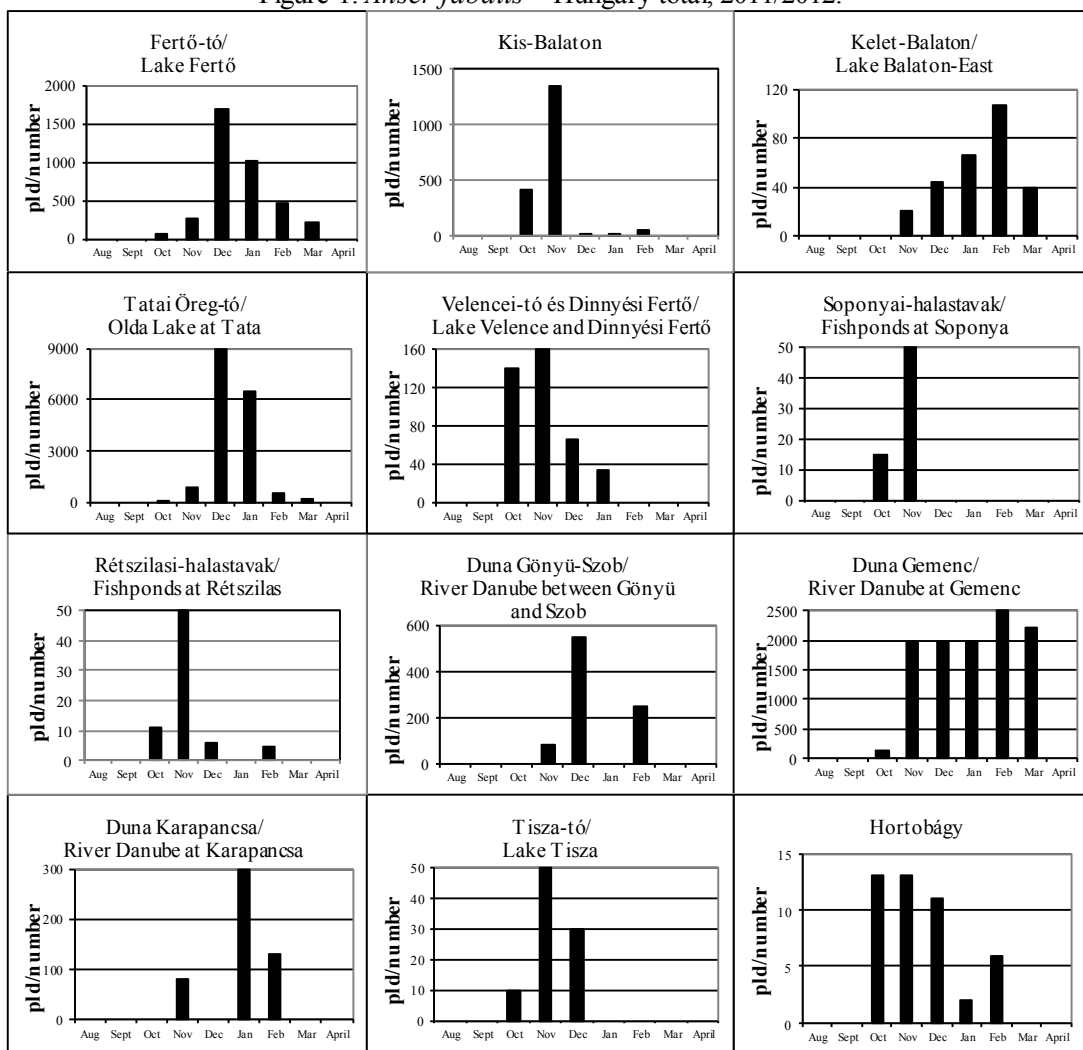 Figure 1. Anser fabalis – Hungary total, 2011/2012.
Fertő-tó/
Lake Fertő
pld/number
2000
1500
1000
500
0
Aug Sept Oct Nov Dec Jan Feb Mar April
Kis-Balaton
pld/number
1500
1000
500
0
Aug Sept Oct Nov Dec Jan Feb Mar April
Kelet-Balaton/
Lake Balaton-East
pld/number
120
80
40
0
Aug Sept Oct Nov Dec Jan Feb Mar April
Tatai Öreg-tó/
Olda Lake at Tata
pld/number
9000
6000
3000
0
Aug Sept Oct Nov Dec Jan Feb Mar April
Velencei-tó és Dinnyési Fertő/
Lake Velence and Dinnyési Fertő
pld/number
160
120
80
40
0
Aug Sept Oct Nov Dec Jan Feb Mar April
Soponyai-halastavak/
Fishponds at Soponya
pld/number
50
40
30
20
10
0
Aug Sept Oct Nov Dec Jan Feb Mar April
Rétszilasi-halastavak/
Fishponds at Rétszilas
pld/number
50
40
30
20
10
0
Aug Sept Oct Nov Dec Jan Feb Mar April
Duna Gönyü-Szob/
River Danube between Gönyü
and Szob
pld/number
600
400
200
0
Aug Sept Oct Nov Dec Jan Feb Mar April
Duna Gemenc/
River Danube at Gemenc
pld/number
2500
2000
1500
1000
500
0
Aug Sept Oct Nov Dec Jan Feb Mar April
Duna Karapancsa/
River Danube at Karapancsa
pld/number
300
200
100
0
Aug Sept Oct Nov Dec Jan Feb Mar April
Tisza-tó/
Lake Tisza
pld/number
50
40
30
20
10
0
Aug Sept Oct Nov Dec Jan Feb Mar April
Hortobágy
pld/number
15
10
5
0
Aug Sept Oct Nov Dec Jan Feb Mar April